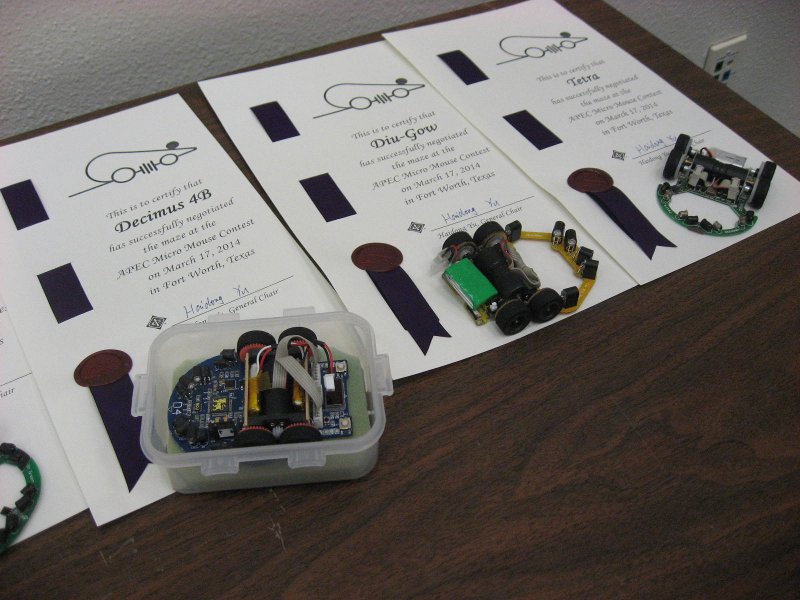 This is to certify that
Decimus 4B
has successfully negotiated
the maze at the
APEC Micro Mouse Contest
on March 17, 2014
in Fort Worth, Texas
Haidong Yu
General Chair
This is to certify that
Diu-Gow
has successfully negotiated
the maze at the
APEC Micro Mouse Contest
on March 17, 2014
in Fort Worth, Texas
Haidong Yu
Haidong Yu, General Chair
This is to certify that
Tetra
has successfully negotiated
the maze at the
APEC Micro Mouse Contest
on March 17, 2014
in Fort Worth, Texas
Haidong Yu
Haidong
D4